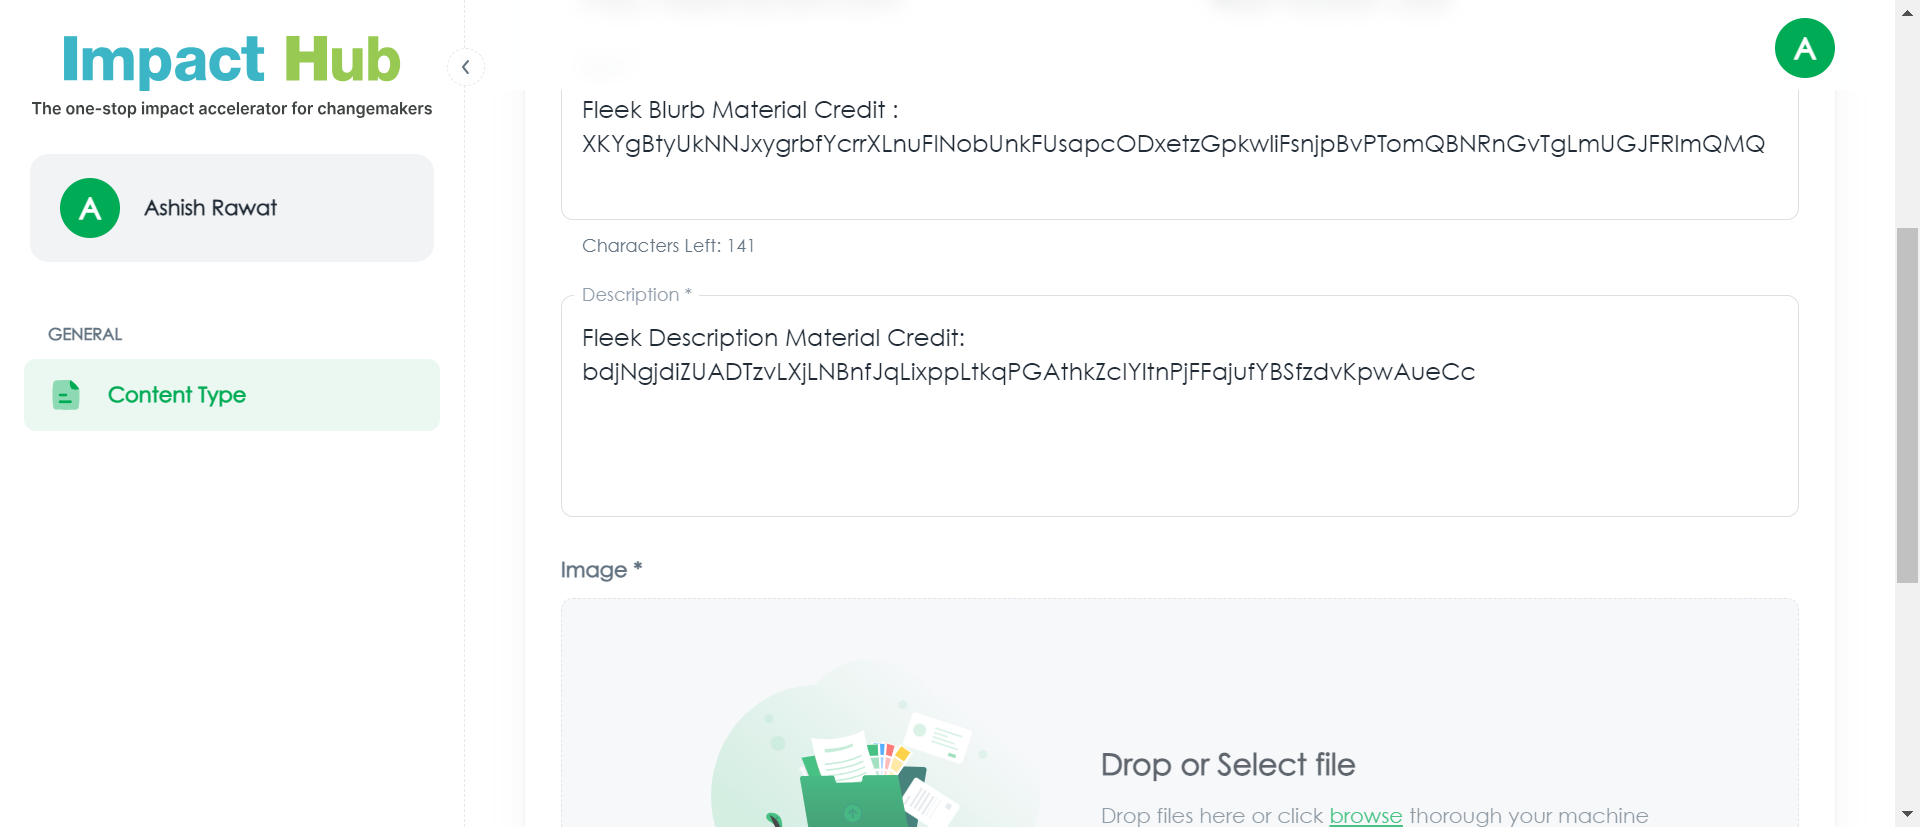 Impact Hub
The one-stop impact accelerator for changemakers
A
A
Ashish Rawat
GENERAL
Content Type
Fleek Blurb Material Credit :
Characters Left: 141
Description *
Fleek Description Material Credit:
Image *
Drop or Select file
Drop files here or click browse thorough your machine